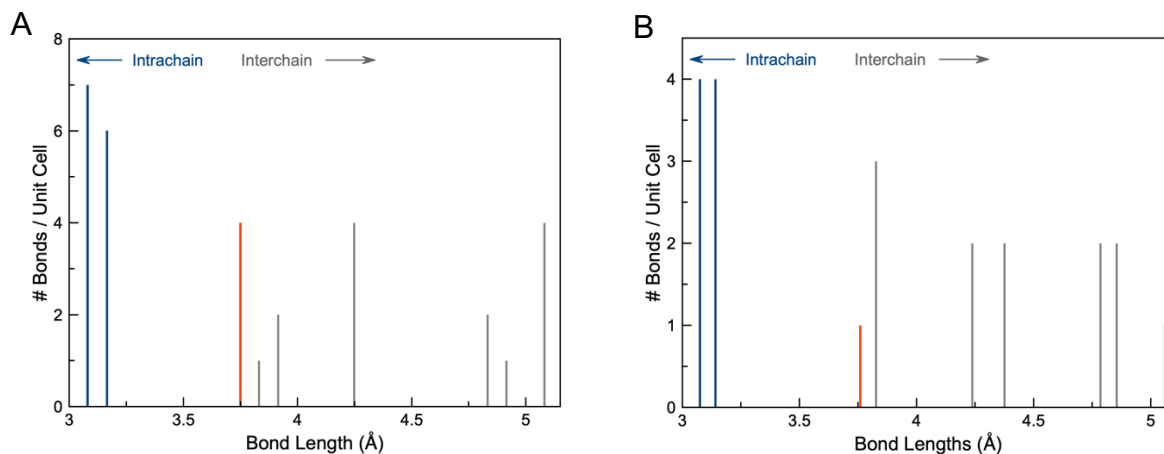 A
8
6
4
2
0
# Bonds / Unit Cell
Intrachain
Interchain
3
3.5
4
4.5
5
Bond Length (Å)
B
4
3
2
1
0
# Bonds / Unit Cell
Intrachain
Interchain
3
3.5
4
4.5
5
Bond Lengths (Å)